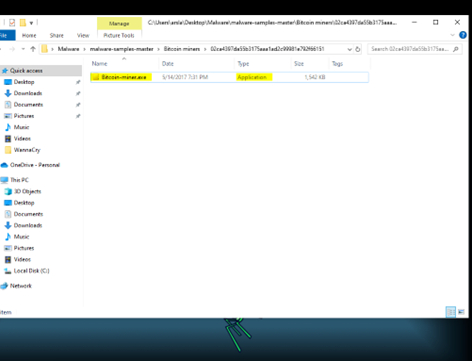 Manage
C:\Users\arsla\Desktop\Malware\malware-samples-master\Bitcoin miners\02ca4397da55b3175aaa...
File
Home
Share
View
Picture Tools
Malware > malware-samples-master > Bitcoin miners > 02ca4397da55b3175aaa1ad2c99981e792f66151
Search 02ca4397da55b3175a...
Name
Date
Type
Size
Tags
Bitcoin-miner.exe
5/14/2017 7:31 PM
Application
1,542 KB
Quick access
Desktop
Downloads
Documents
Pictures
Music
Videos
WannaCry
OneDrive - Personal
This PC
3D Objects
Desktop
Documents
Downloads
Music
Pictures
Videos
Local Disk (C:)
Network
item